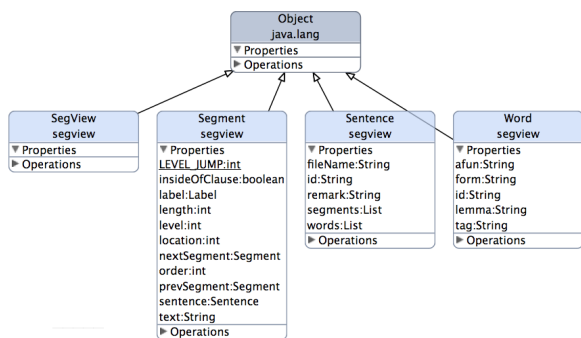 Object
java.lang
Properties
Operations
SegView
segview
Properties
Operations
Segment
segview
Properties
LEVEL_JUMP:int
insideOfClause:boolean
label:Label
length:int
level:int
location:int
nextSegment:Segment
order:int
prevSegment:Segment
sentence:Sentence
text:String
Operations
Sentence
segview
Properties
fileName:String
id:String
remark:String
segments:List
words:List
Operations
Word
segview
Properties
afun:String
form:String
id:String
lemma:String
tag:String
Operations